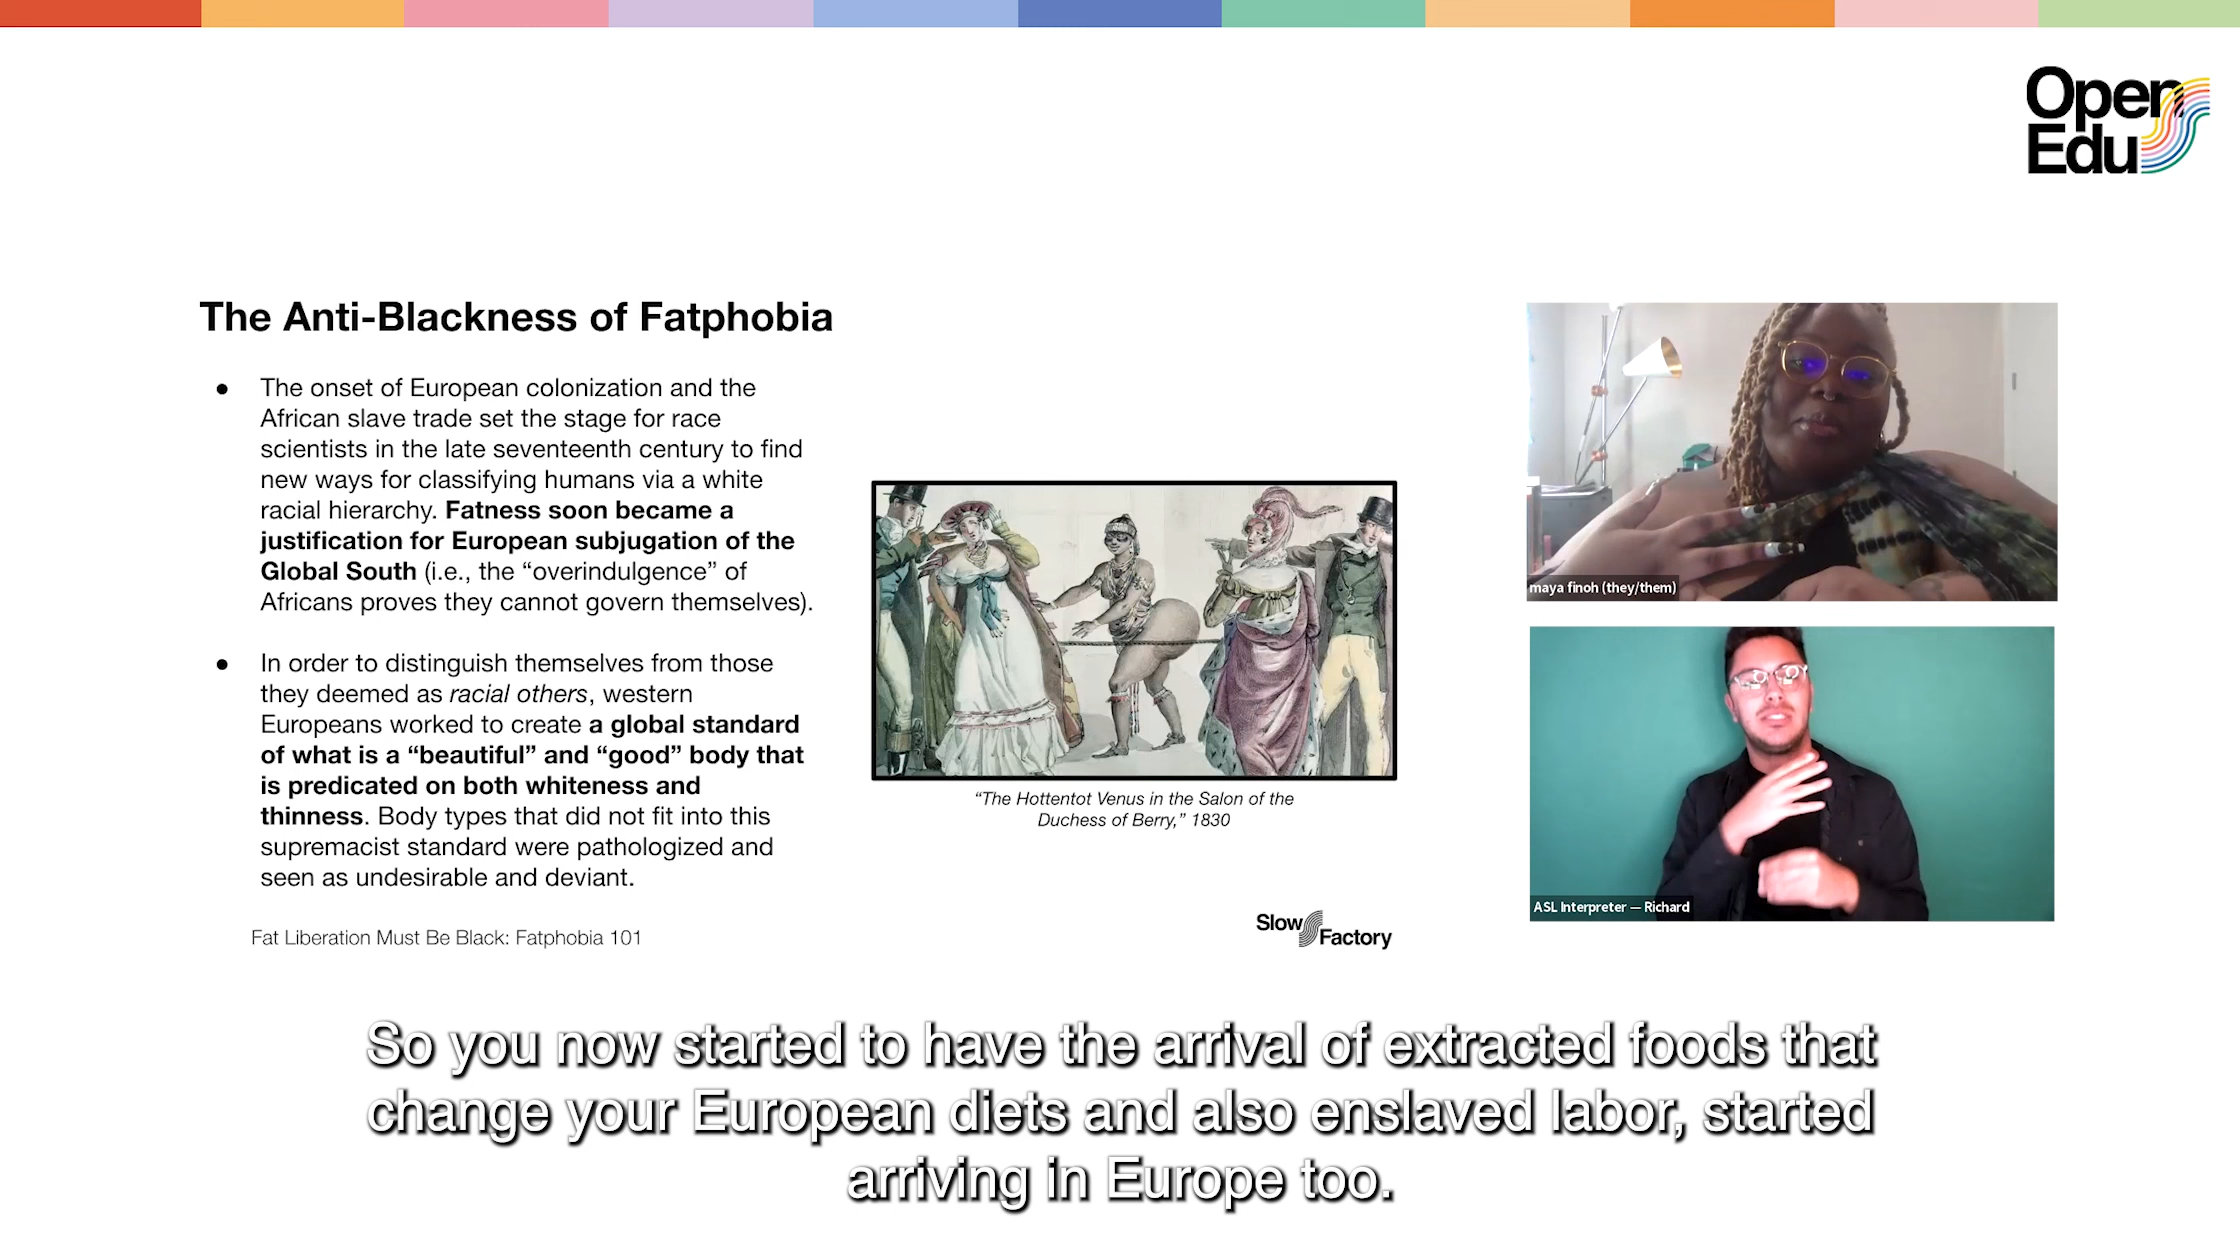 Open
Edu
The Anti-Blackness of Fatphobia
● The onset of European colonization and the
African slave trade set the stage for race
scientists in the late seventeenth century to find
new ways for classifying humans via a white
racial hierarchy. Fatness soon became a
justification for European subjugation of the
Global South (i.e., the “overindulgence” of
Africans proves they cannot govern themselves).
● In order to distinguish themselves from those
they deemed as racial others, western
Europeans worked to create a global standard
of what is a “beautiful” and “good” body that
is predicated on both whiteness and
thinness. Body types that did not fit into this
supremacist standard were pathologized and
seen as undesirable and deviant.
“The Hottentot Venus in the Salon of the
Duchess of Berry,” 1830
Fat Liberation Must Be Black: Fatphobia 101
Slow
Factory
maya finoh (they/them)
ASL Interpreter — Richard
So you now started to have the arrival of extracted foods that
change your European diets and also enslaved labor, started
arriving in Europe too.